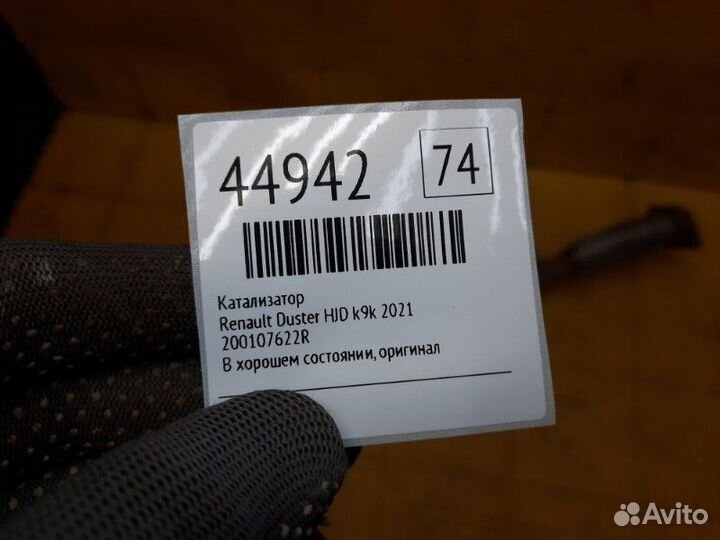 44942 74
Катализатор
Renault Duster HJD k9k 2021
200107622R
В хорошем состоянии, оригинал
Avito